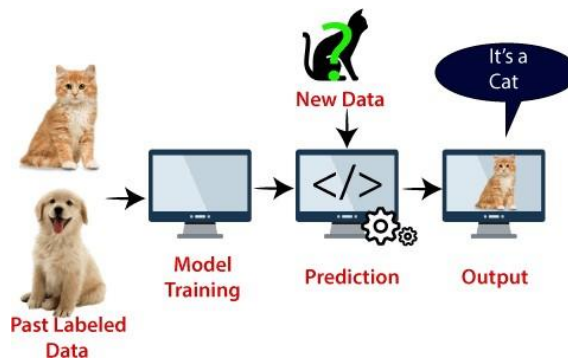 It's a
Cat
?
New Data
</>
Model
Training
Prediction
Output
Past Labeled
Data